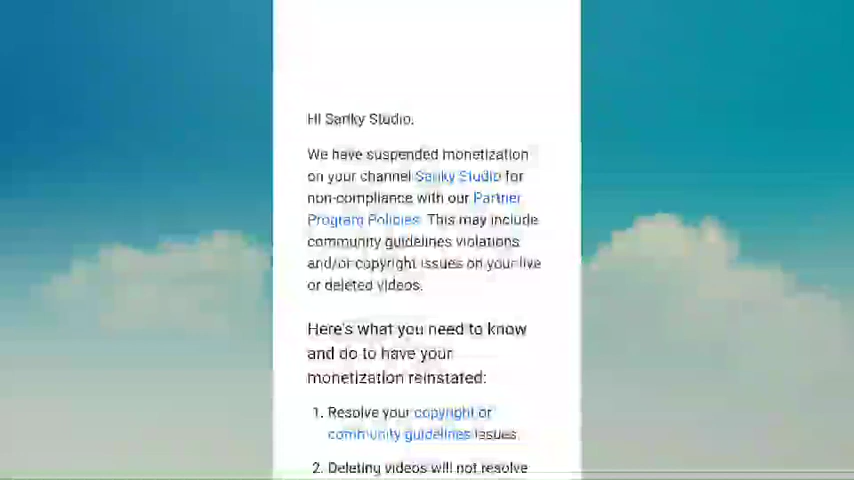 Hi Sanky Studio,
We have suspended monetization
on your channel Sanky Studio for
non-compliance with our Partner
Program Policies. This may include
community guidelines violations
and/or copyright issues on your live
or deleted videos.
Here's what you need to know
and do to have your
monetization reinstated:
1. Resolve your copyright or
community guidelines issues.
2. Deleting videos will not resolve